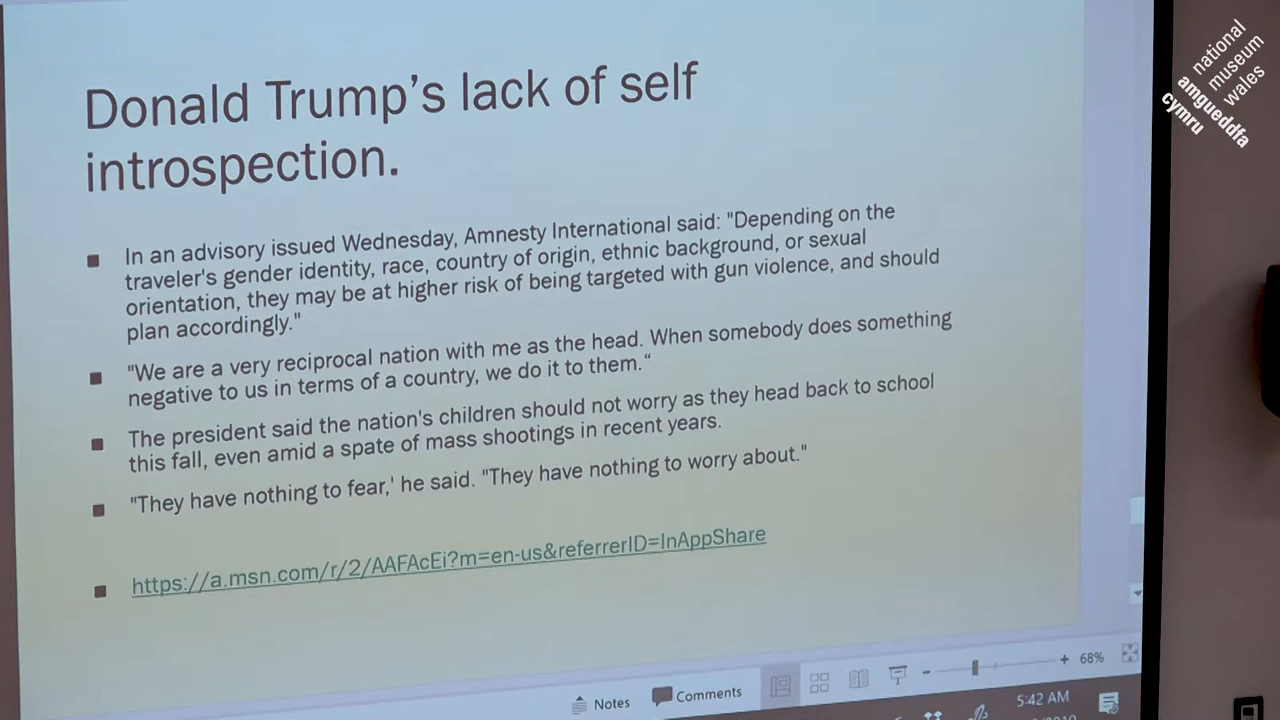 national
museum
wales
amgueddfa
cymru
Donald Trump's lack of self
introspection.
In an advisory issued Wednesday, Amnesty International said: "Depending on the
traveler's gender identity, race, country of origin, ethnic background, or sexual
orientation, they may be at higher risk of being targeted with gun violence, and should
plan accordingly."
"We are a very reciprocal nation with me as the head. When somebody does something
negative to us in terms of a country, we do it to them.“
The president said the nation's children should not worry as they head back to school
this fall, even amid a spate of mass shootings in recent years.
"They have nothing to fear,' he said. "They have nothing to worry about."
https://a.msn.com/r/2/AAFAcEi?m=en-us&referrerID=InAppShare
Notes Comments 68%
5:42 AM